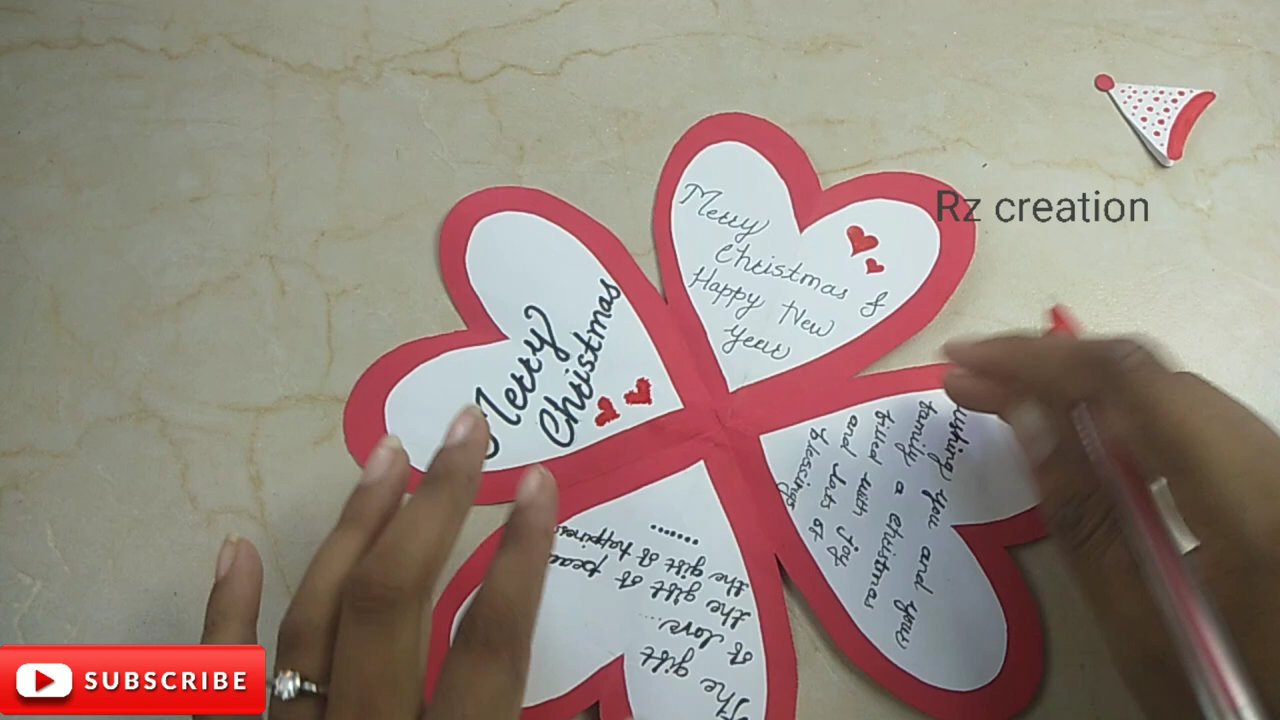 Rz creation
Merry
Christmas &
Happy New
Year
Merry
Christmas
Wishing you and your
family a christmas
filled with joy
and lots of
blessings
The gift
of love....
the gift of peace
the gift of happiness
......
SUBSCRIBE